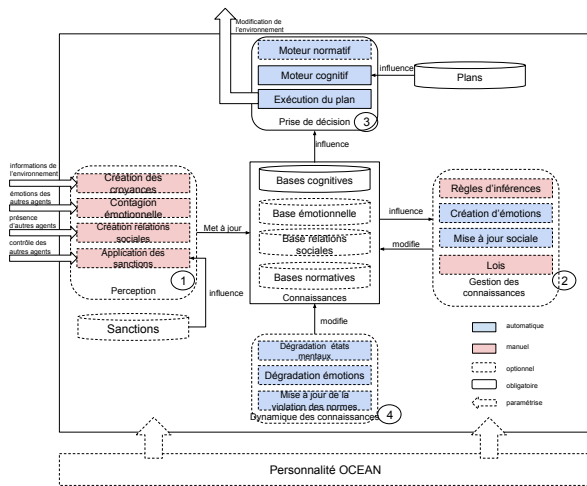 Modification de
l'environnement
Moteur normatif
Moteur cognitif
Exécution du plan
Prise de décision
3
influence
Plans
influence
informations de
l'environnement
émotions des
autres agents
présence
d'autres agents
contrôle des
autres agents
Création des
croyances
Contagion
émotionnelle
Création relations
sociales
Application des
sanctions
1
Perception
Met à jour
influence
Sanctions
Bases cognitives
Base émotionnelle
Base relations
sociales
Bases normatives
Connaissances
influence
modifie
Règles d'inférences
Création d'émotions
Mise à jour sociale
Lois
Gestion des
connaissances
2
modifie
Dégradation états
mentaux
Dégradation émotions
Mise à jour de la
violation des normes
Dynamique des connaissances
4
automatique
manuel
optionnel
obligatoire
paramétrise
Personnalité OCEAN